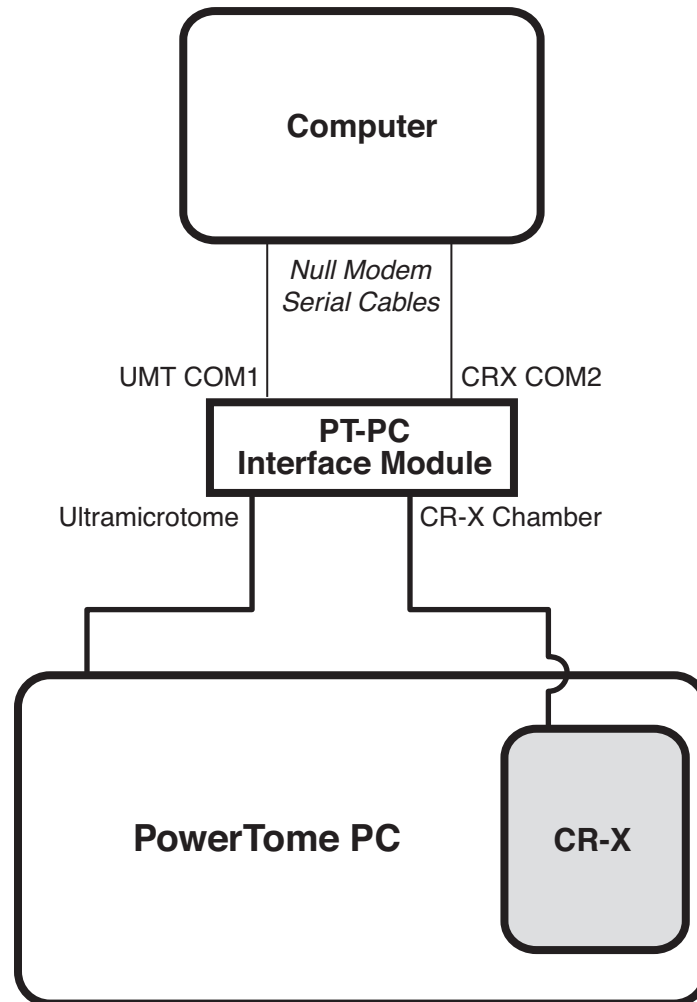 Computer
Null Modem
Serial Cables
UMT COM1
CRX COM2
PT-PC
Interface Module
Ultramicrotome
CR-X Chamber
PowerTome PC
CR-X